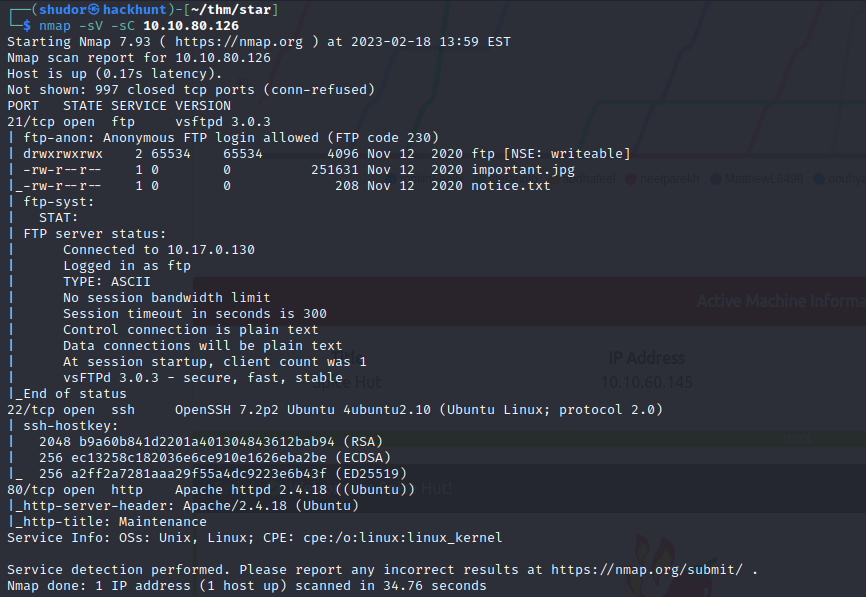 ┌──(shudor㉿hackhunt)-[~/thm/star]
└─$ nmap -sV -sC 10.10.80.126
Starting Nmap 7.93 ( https://nmap.org ) at 2023-02-18 13:59 EST
Nmap scan report for 10.10.80.126
Host is up (0.17s latency).
Not shown: 997 closed tcp ports (conn-refused)
PORT   STATE SERVICE VERSION
21/tcp open  ftp     vsftpd 3.0.3
| ftp-anon: Anonymous FTP login allowed (FTP code 230)
| drwxrwxrwx    2 65534    65534        4096 Nov 12  2020 ftp [NSE: writeable]
| -rw-r--r--    1 0        0          251631 Nov 12  2020 important.jpg
|_-rw-r--r--    1 0        0             208 Nov 12  2020 notice.txt
| ftp-syst:
|   STAT:
| FTP server status:
|      Connected to 10.17.0.130
|      Logged in as ftp
|      TYPE: ASCII
|      No session bandwidth limit
|      Session timeout in seconds is 300
|      Control connection is plain text
|      Data connections will be plain text
|      At session startup, client count was 1
|      vsFTPd 3.0.3 - secure, fast, stable
|_End of status
22/tcp open  ssh     OpenSSH 7.2p2 Ubuntu 4ubuntu2.10 (Ubuntu Linux; protocol 2.0)
| ssh-hostkey:
|   2048 b9a60b841d2201a401304843612bab94 (RSA)
|   256 ec13258c182036e6ce910e1626eba2be (ECDSA)
|_  256 a2ff2a7281aaa29f55a4dc9223e6b43f (ED25519)
80/tcp open  http    Apache httpd 2.4.18 ((Ubuntu))
|_http-server-header: Apache/2.4.18 (Ubuntu)
|_http-title: Maintenance
Service Info: OSs: Unix, Linux; CPE: cpe:/o:linux:linux_kernel

Service detection performed. Please report any incorrect results at https://nmap.org/submit/ .
Nmap done: 1 IP address (1 host up) scanned in 34.76 seconds
Active Machine Informa
Title
IP Address
Hut
10.10.60.145